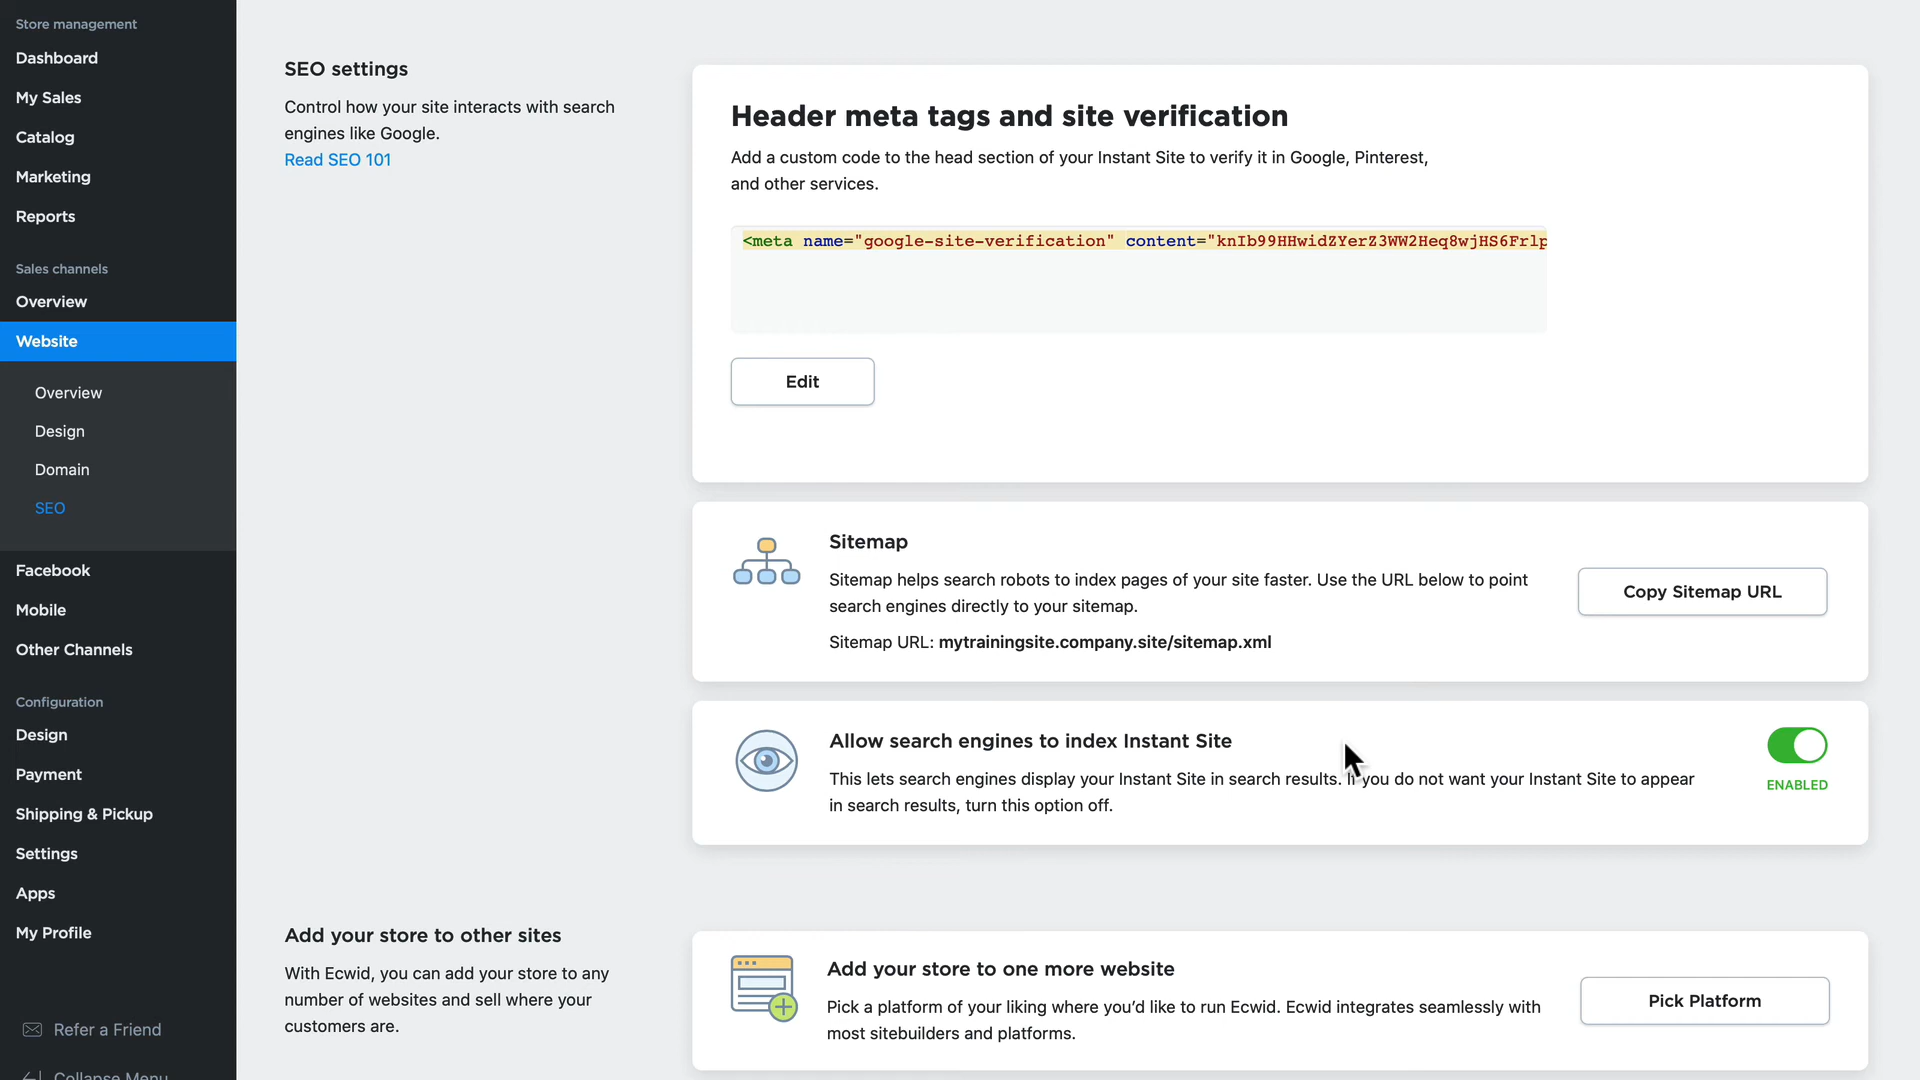 Store management
Dashboard
My Sales
Catalog
Marketing
Reports
Sales channels
Overview
Website
Overview
Design
Domain
SEO
Facebook
Mobile
Other Channels
Configuration
Design
Payment
Shipping & Pickup
Settings
Apps
My Profile
Refer a Friend
Collapse Menu
SEO settings
Control how your site interacts with search
engines like Google.
Read SEO 101
Header meta tags and site verification
Add a custom code to the head section of your Instant Site to verify it in Google, Pinterest,
and other services.
<meta name="google-site-verification" content="knIb99HHwidZYerZ3WW2Heq8wjHS6Frlp
Edit
Sitemap
Sitemap helps search robots to index pages of your site faster. Use the URL below to point
search engines directly to your sitemap.
Sitemap URL: mytrainingsite.company.site/sitemap.xml
Copy Sitemap URL
Allow search engines to index Instant Site
This lets search engines display your Instant Site in search results. If you do not want your Instant Site to appear
in search results, turn this option off.
ENABLED
Add your store to other sites
With Ecwid, you can add your store to any
number of websites and sell where your
customers are.
Add your store to one more website
Pick a platform of your liking where you’d like to run Ecwid. Ecwid integrates seamlessly with
most sitebuilders and platforms.
Pick Platform